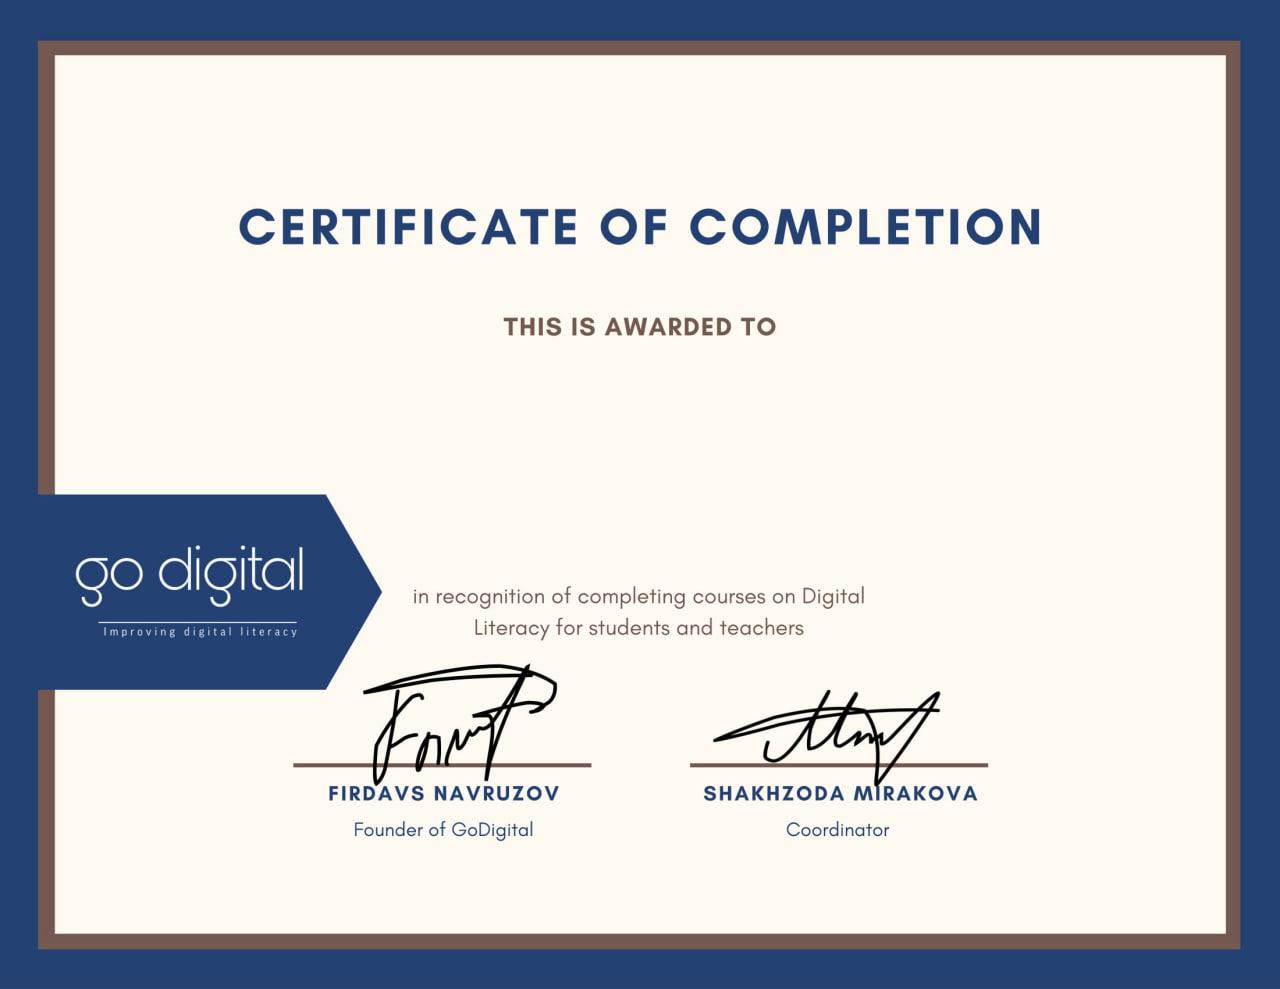 CERTIFICATE OF COMPLETION
THIS IS AWARDED TO
go digital
Improving digital literacy
in recognition of completing courses on Digital
Literacy for students and teachers
FIRDAVS NAVRUZOV
Founder of GoDigital
SHAKHZODA MIRAKOVA
Coordinator